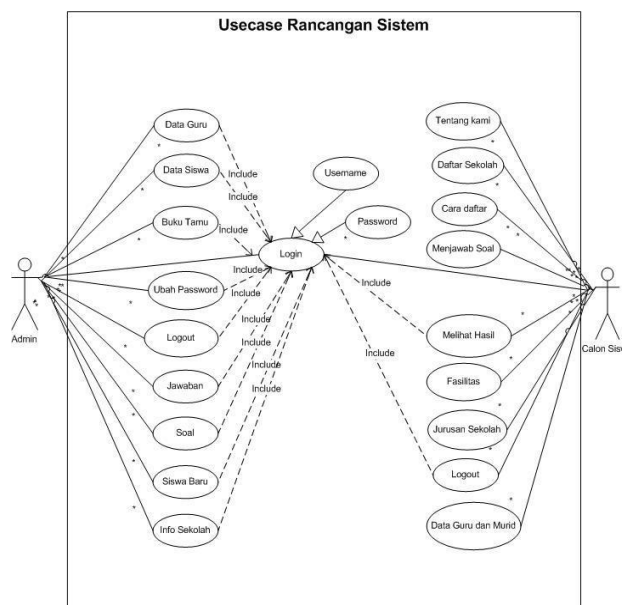 Usecase Rancangan Sistem
Data Guru
Data Siswa
Buku Tamu
Ubah Password
Logout
Jawaban
Soal
Siswa Baru
Info Sekolah
Admin
Include
Include
Include
Include
Include
Include
Include
Include
Include
Username
Password
Login
Include
Include
Tentang kami
Daftar Sekolah
Cara daftar
Menjawab Soal
Melihat Hasil
Fasilitas
Jurusan Sekolah
Logout
Data Guru dan Murid
Calon Sisw